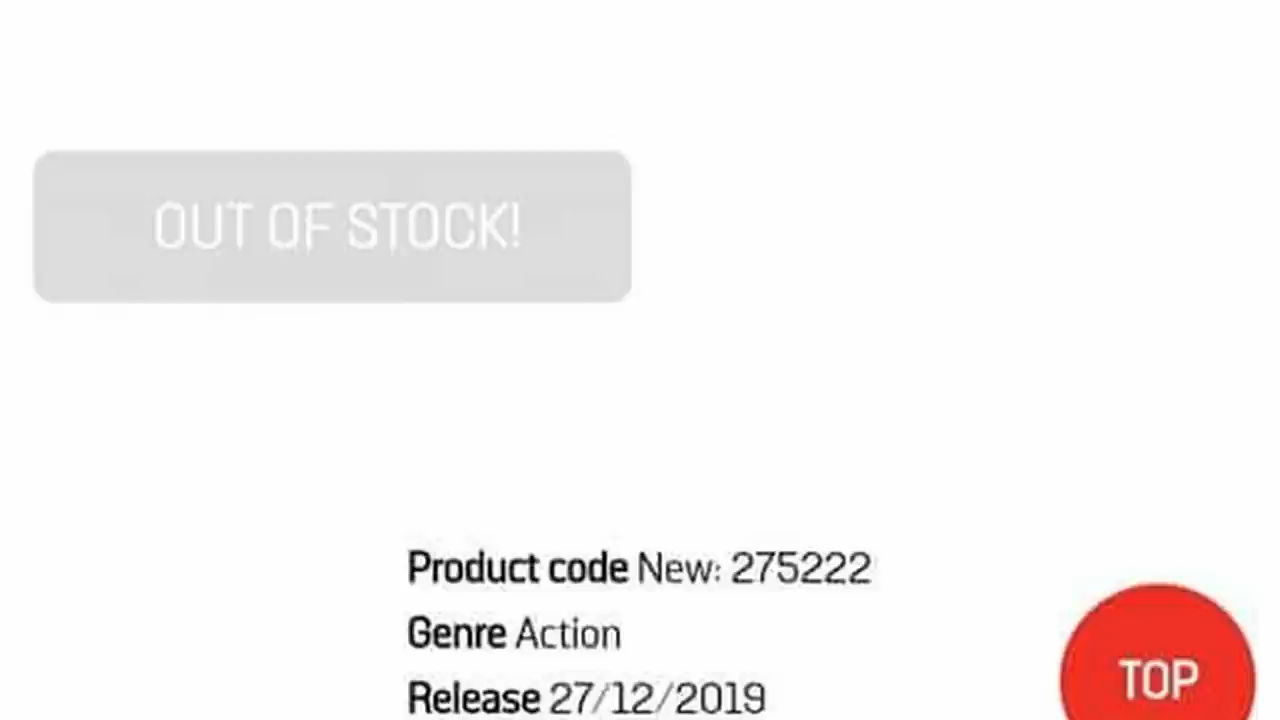 OUT OF STOCK!
Product code New: 275222
Genre Action
Release 27/12/2019
TOP